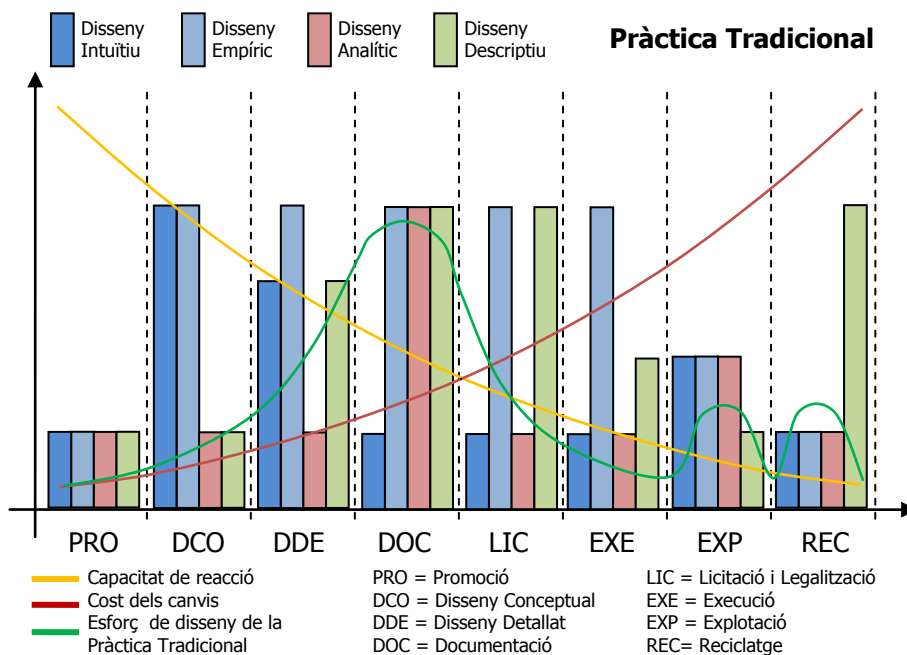 Disseny
Intuïtiu
Disseny
Empíric
Disseny
Analític
Disseny
Descriptiu
Pràctica Tradicional
PRO
DCO
DDE
DOC
LIC
EXE
EXP
REC
Capacitat de reacció
Cost dels canvis
Esforç de disseny de la
Pràctica Tradicional
PRO = Promoció
DCO = Disseny Conceptual
DDE = Disseny Detallat
DOC = Documentació
LIC = Licitació i Legalització
EXE = Execució
EXP = Explotació
REC= Reciclatge